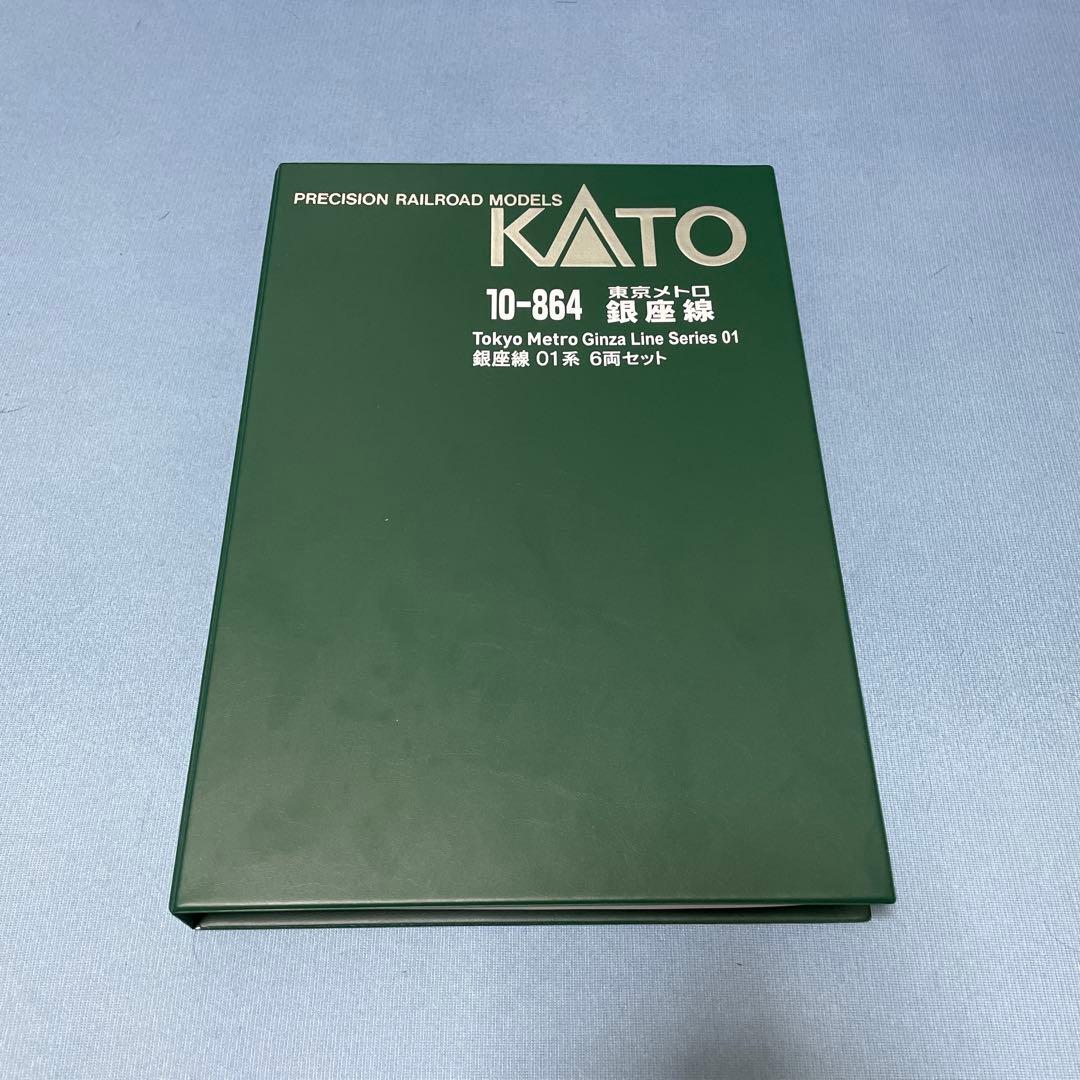 PRECISION RAILROAD MODELS
KATO
10-864 東京メトロ
銀座線
Tokyo Metro Ginza Line Series 01
銀座線 01系 6両セット